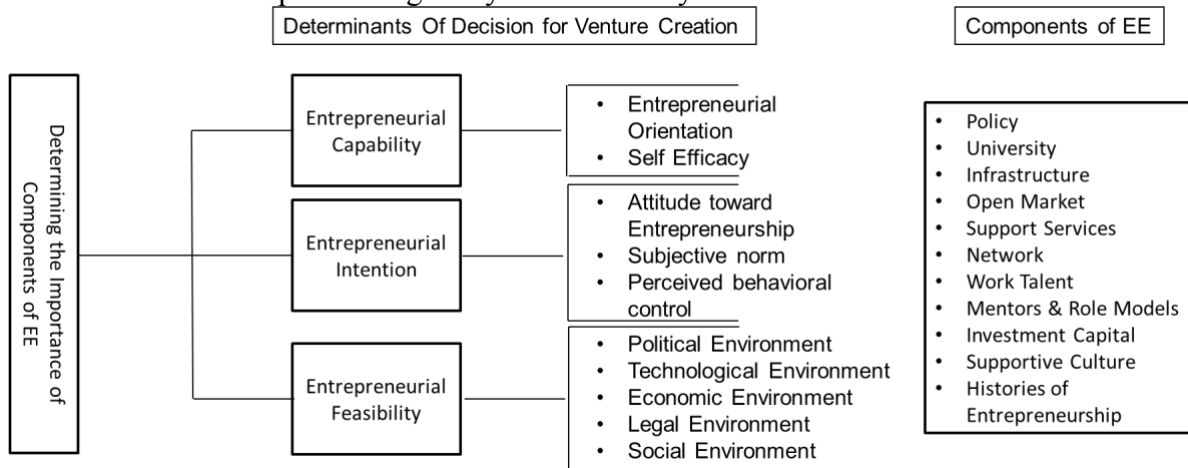 Determinants Of Decision for Venture Creation
Components of EE
Determining the Importance of
Components of EE
Entrepreneurial
Capability
• Entrepreneurial
Orientation
• Self Efficacy
Entrepreneurial
Intention
• Attitude toward
Entrepreneurship
• Subjective norm
• Perceived behavioral
control
Entrepreneurial
Feasibility
• Political Environment
• Technological Environment
• Economic Environment
• Legal Environment
• Social Environment
• Policy
• University
• Infrastructure
• Open Market
• Support Services
• Network
• Work Talent
• Mentors & Role Models
• Investment Capital
• Supportive Culture
• Histories of
Entrepreneurship